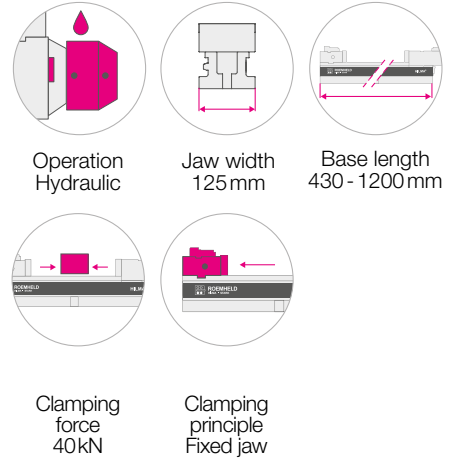 ROEMHELD
HILMA
Operation
Hydraulic
Jaw width
125 mm
Base length
430 - 1200 mm
ROEMHELD
ROEMHELD
Clamping
force
40 kN
Clamping
principle
Fixed jaw